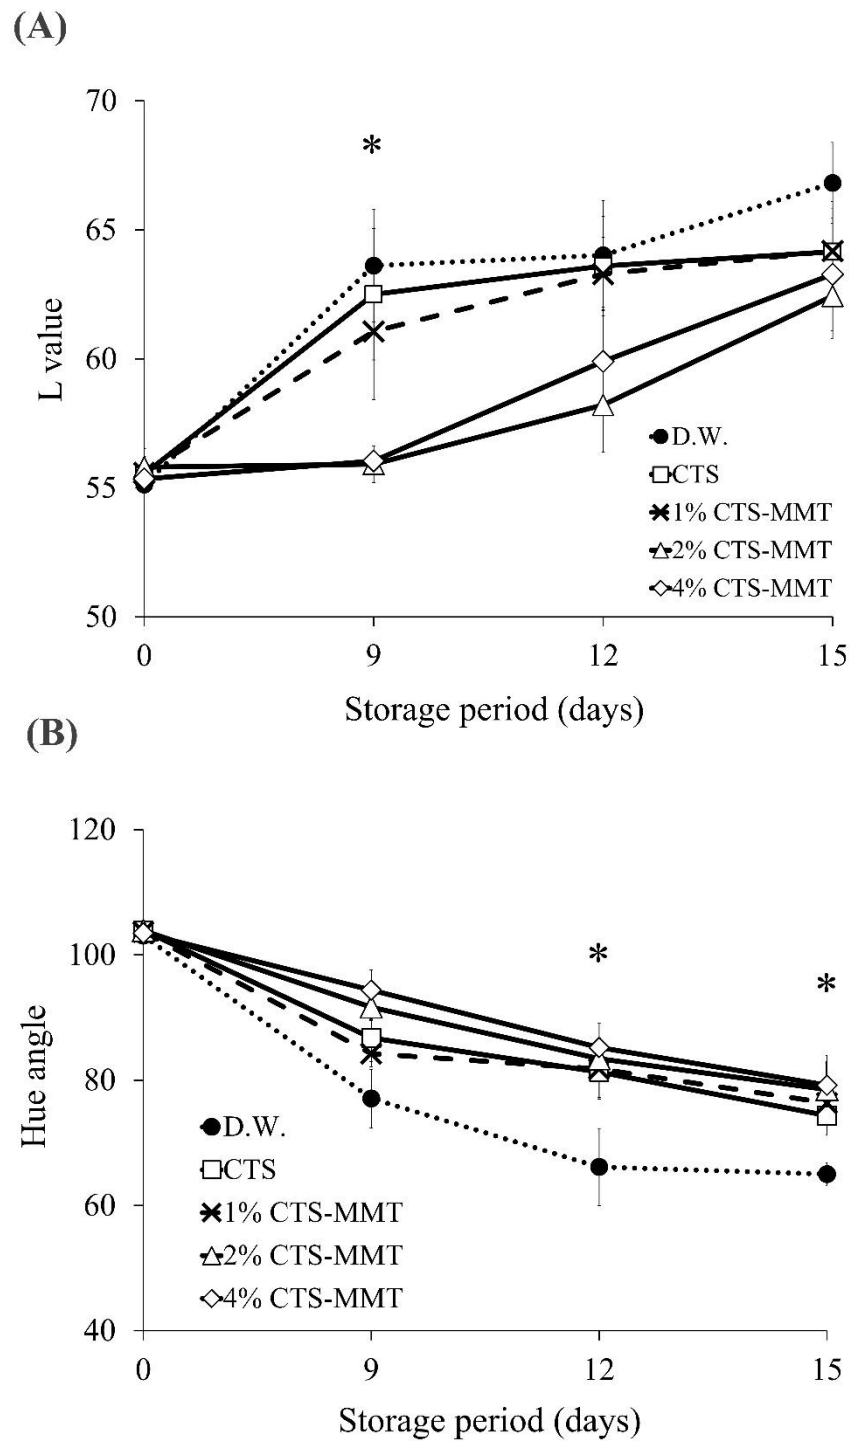 (A)
70
*
65
60
55
50
L value
D.W.
CTS
1% CTS-MMT
2% CTS-MMT
4% CTS-MMT
0 9 12 15
Storage period (days)
(B)
120
100
80
60
40
Hue angle
* *
D.W.
CTS
1% CTS-MMT
2% CTS-MMT
4% CTS-MMT
0 9 12 15
Storage period (days)